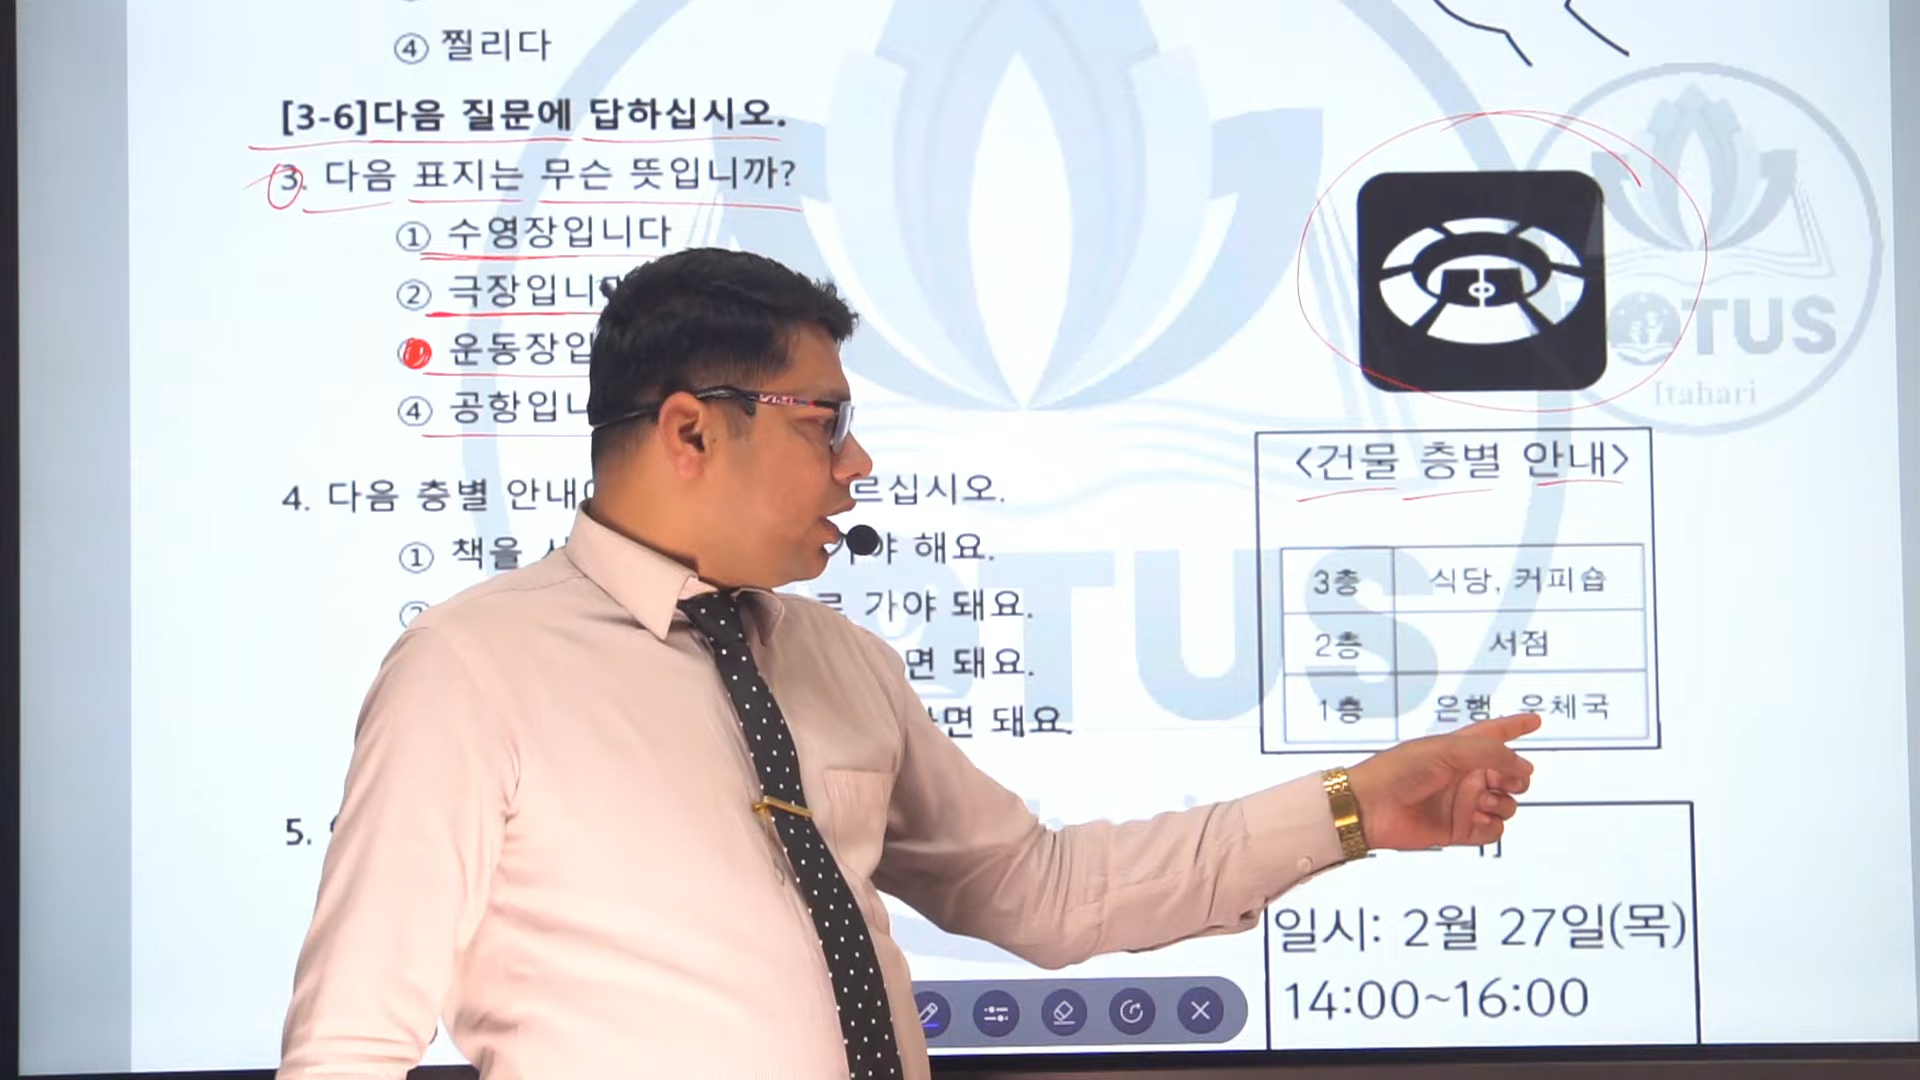 ④ 찔리다
[3-6]다음 질문에 답하십시오.
3. 다음 표지는 무슨 뜻입니까?
① 수영장입니다
② 극장입니
운동장입
④ 공항입
TUS
Itahari
4. 다음 층별 안내 르십시오.
① 책을 해요.
가야 돼요.
면 돼요.
면 돼요.
<건물 층별 안내>
3층 식당, 커피숍
2층 서점
1층 은행, 우체국
5.
일시: 2월 27일(목)
14:00~16:00